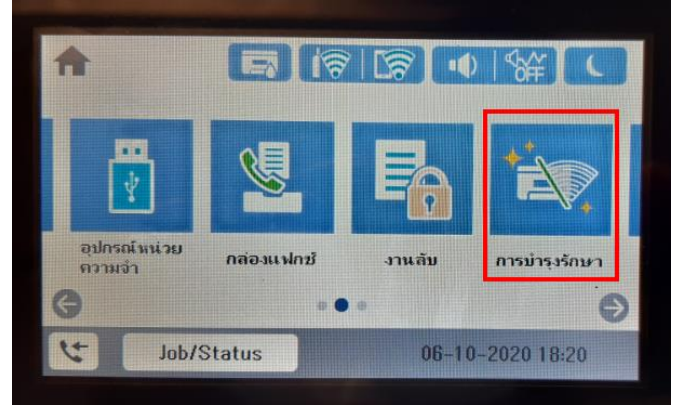 OFF
อุปกรณ์หน่วย
ความจำ
กล่องแฟกซ์
งานลับ
การบำรุงรักษา
Job/Status
06-10-2020 18:20